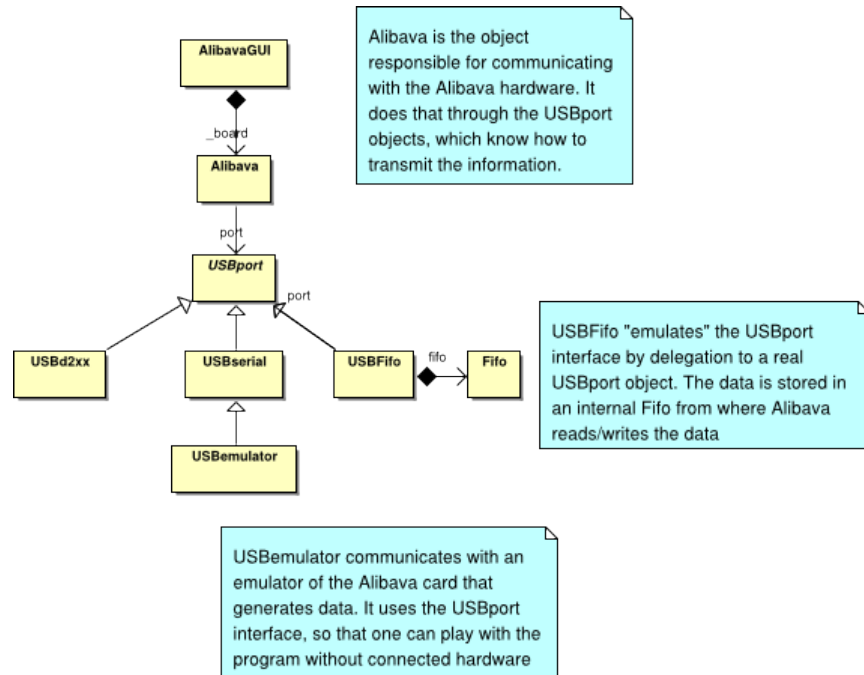 AlibavaGUI
Alibava is the object
responsible for communicating
with the Alibava hardware. It
does that through the USBport
objects, which know how to
transmit the information.
_board
Alibava
port
USBport
port
USBd2xx
USBserial
USBFifo
fifo
Fifo
USBFifo "emulates" the USBport
interface by delegation to a real
USBport object. The data is stored in
an internal Fifo from where Alibava
reads/writes the data
USBemulator
USBemulator communicates with an
emulator of the Alibava card that
generates data. It uses the USBport
interface, so that one can play with the
program without connected hardware